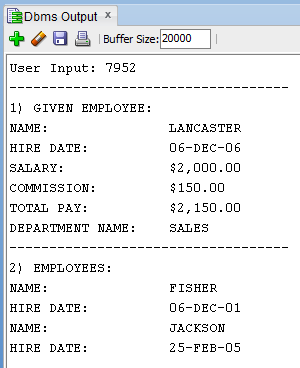 Dbms Output x
Buffer Size: 20000
User Input: 7952
----------------------------
1) GIVEN EMPLOYEE:
NAME: LANCASTER
HIRE DATE: 06-DEC-06
SALARY: $2,000.00
COMMISSION: $150.00
TOTAL PAY: $2,150.00
DEPARTMENT NAME: SALES
----------------------------
2) EMPLOYEES:
NAME: FISHER
HIRE DATE: 06-DEC-01
NAME: JACKSON
HIRE DATE: 25-FEB-05